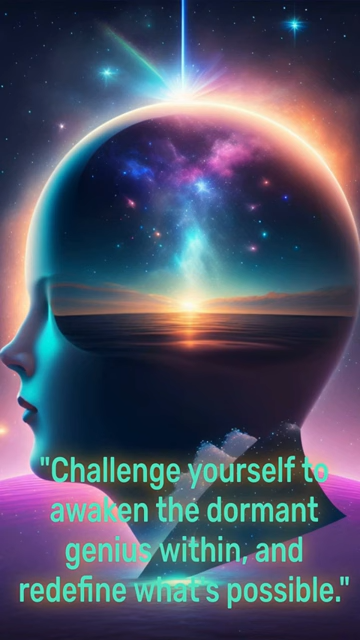 "Challenge yourself to
awaken the dormant
genius within, and
redefine what's possible."